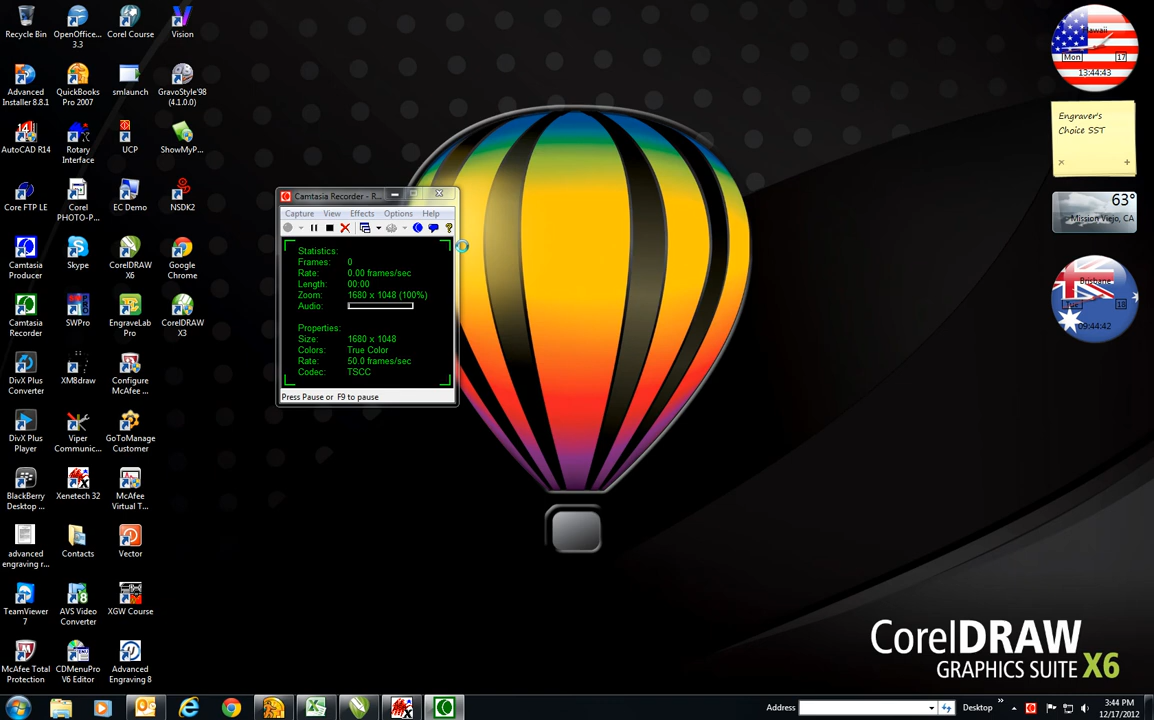 Recycle Bin
OpenOffice... 3.3
Corel Course
Vision
Advanced Installer 8.8.1
QuickBooks Pro 2007
smlaunch
GravoStyle'98 (4.1.0.0)
AutoCAD R14
Rotary Interface
UCP
ShowMyP...
Core FTP LE
Corel PHOTO-P...
EC Demo
NSDK2
Camtasia Producer
Skype
CorelDRAW X6
Google Chrome
Camtasia Recorder
SWPro
EngraveLab Pro
CorelDRAW X3
DivX Plus Converter
XM8draw
Configure McAfee ...
DivX Plus Player
Viper Communic...
GoToManage Customer
BlackBerry Desktop ...
Xenetech 32
McAfee Virtual T...
advanced engraving r...
Contacts
Vector
TeamViewer 7
AVS Video Converter
XGW Course
McAfee Total Protection
CDMenuPro V6 Editor
Advanced Engraving 8
Camtasia Recorder - R...
Capture View Effects Options Help
Statistics:
Frames: 0
Rate: 0.00 frames/sec
Length: 00:00
Zoom: 1680 x 1048 (100%)
Audio:
Properties:
Size: 1680 x 1048
Colors: True Color
Rate: 50.0 frames/sec
Codec: TSCC
Press Pause or F9 to pause
Hawaii
Mon 17
13:44:43
Engraver's
Choice SST
63°
Mission Viejo, CA
Brisbane
Tue 18
09:44:42
CorelDRAW
GRAPHICS SUITE X6
Address
Desktop
3:44 PM
12/17/2012